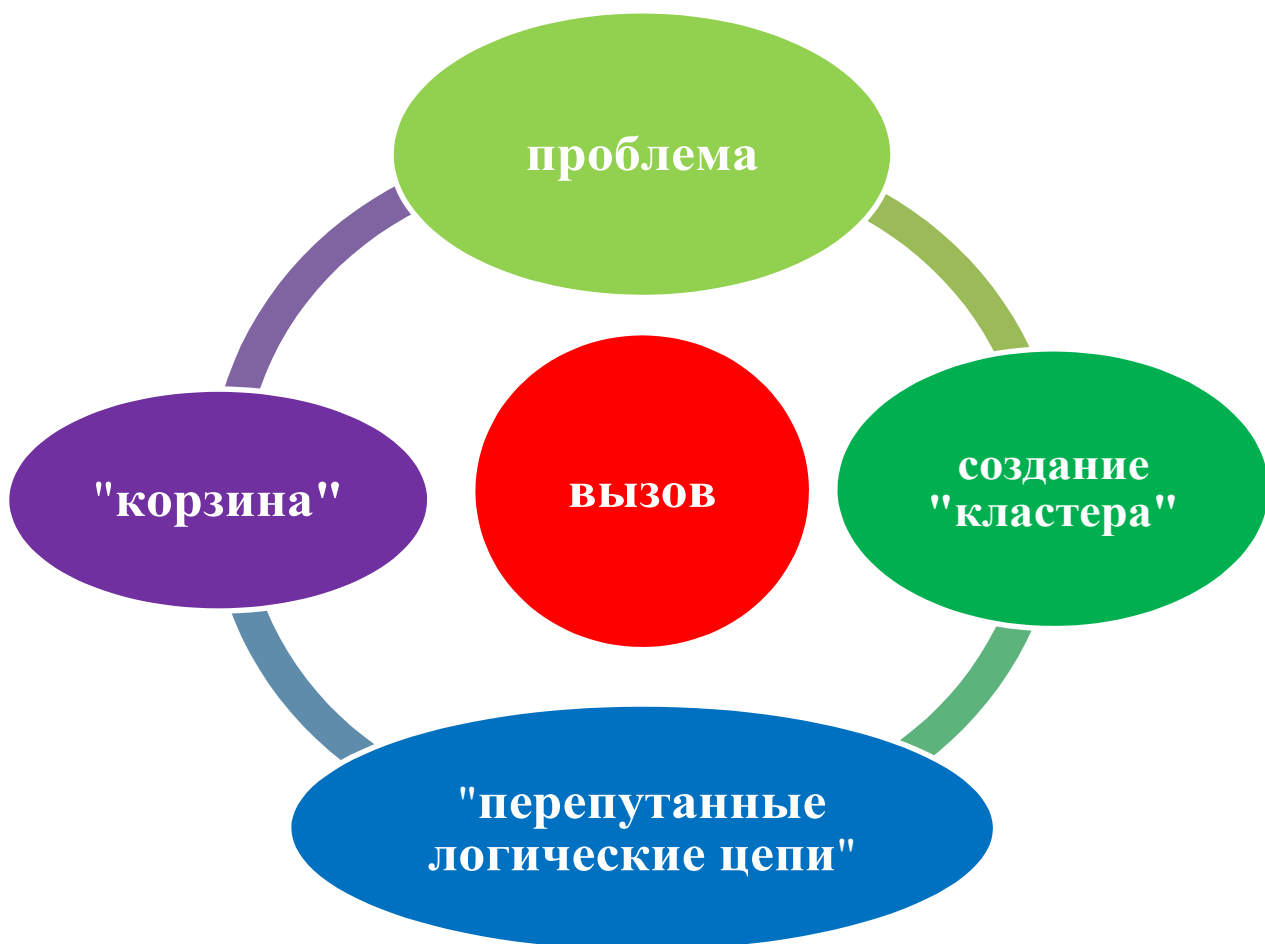 проблема
"корзина"
вызов
создание
"кластера"
"перепутанные
логические цепи"